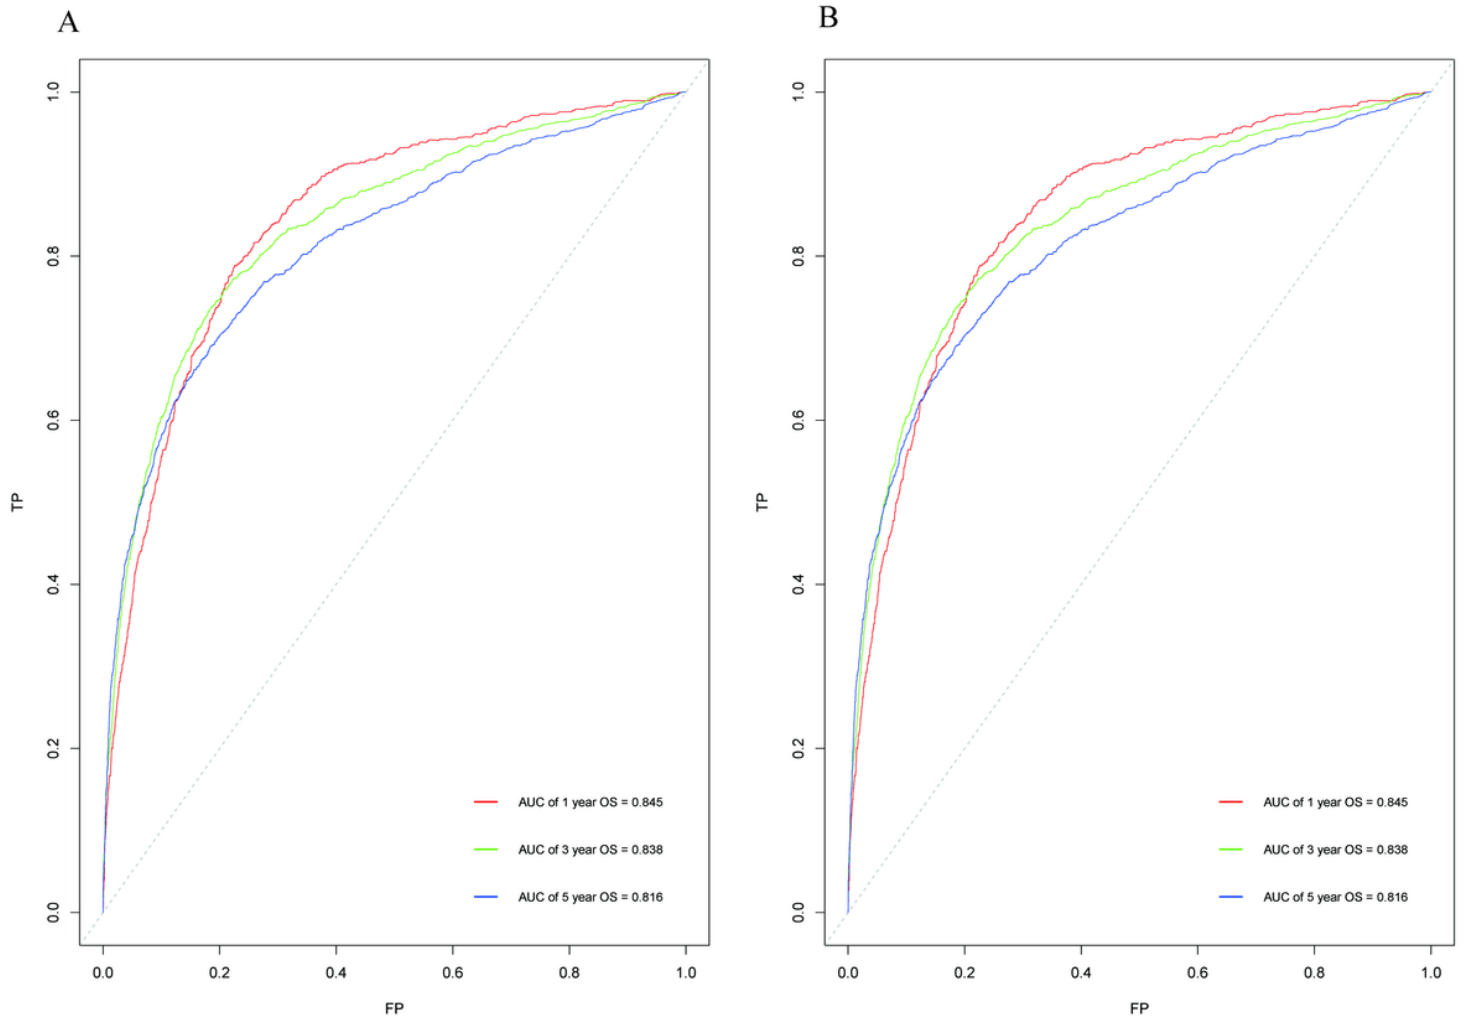 A
1.0
0.8
0.6
0.4
0.2
0.0
TP
AUC of 1 year OS = 0.845
AUC of 3 year OS = 0.838
AUC of 5 year OS = 0.816
0.0 0.2 0.4 0.6 0.8 1.0
FP
B
1.0
0.8
0.6
0.4
0.2
0.0
TP
AUC of 1 year OS = 0.845
AUC of 3 year OS = 0.838
AUC of 5 year OS = 0.816
0.0 0.2 0.4 0.6 0.8 1.0
FP